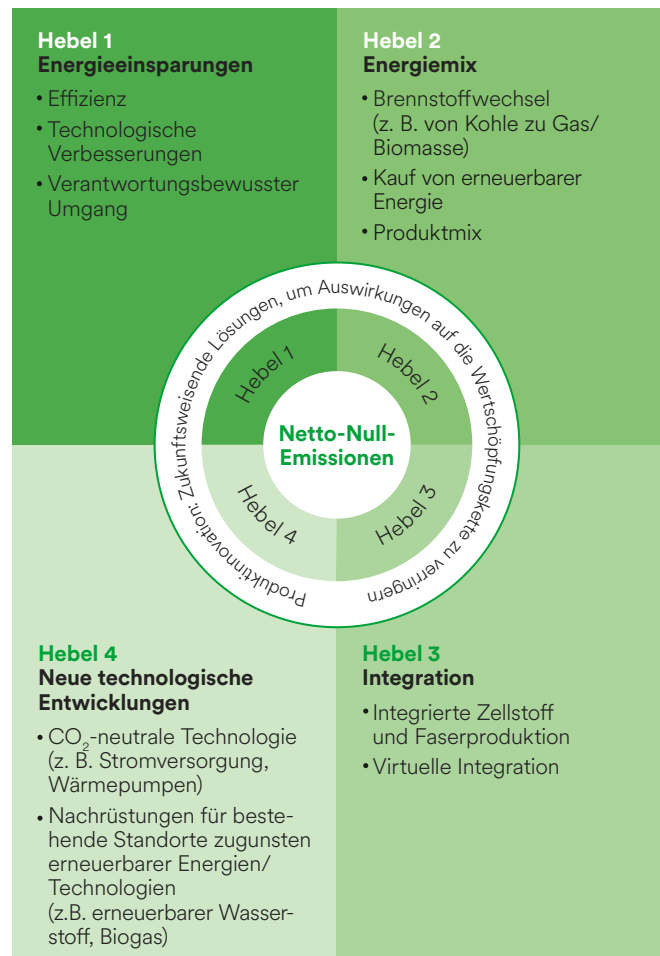 Hebel 1
Energieeinsparungen
• Effizienz
• Technologische
Verbesserungen
• Verantwortungsbewusster
Umgang
Hebel 2
Energiemix
• Brennstoffwechsel
(z. B. von Kohle zu Gas/
Biomasse)
• Kauf von erneuerbarer
Energie
• Produktmix
Produktinnovation: Zukunftsweisende Lösungen, um Auswirkungen auf die Wertschöpfungskette zu verringern
Hebel 1
Hebel 2
Netto-Null-
Emissionen
Hebel 4
Hebel 3
Hebel 4
Neue technologische
Entwicklungen
• CO₂-neutrale Technologie
(z. B. Stromversorgung,
Wärmepumpen)
• Nachrüstungen für beste-
hende Standorte zugunsten
erneuerbarer Energien/
Technologien
(z.B. erneuerbarer Wasser-
stoff, Biogas)
Hebel 3
Integration
• Integrierte Zellstoff
und Faserproduktion
• Virtuelle Integration